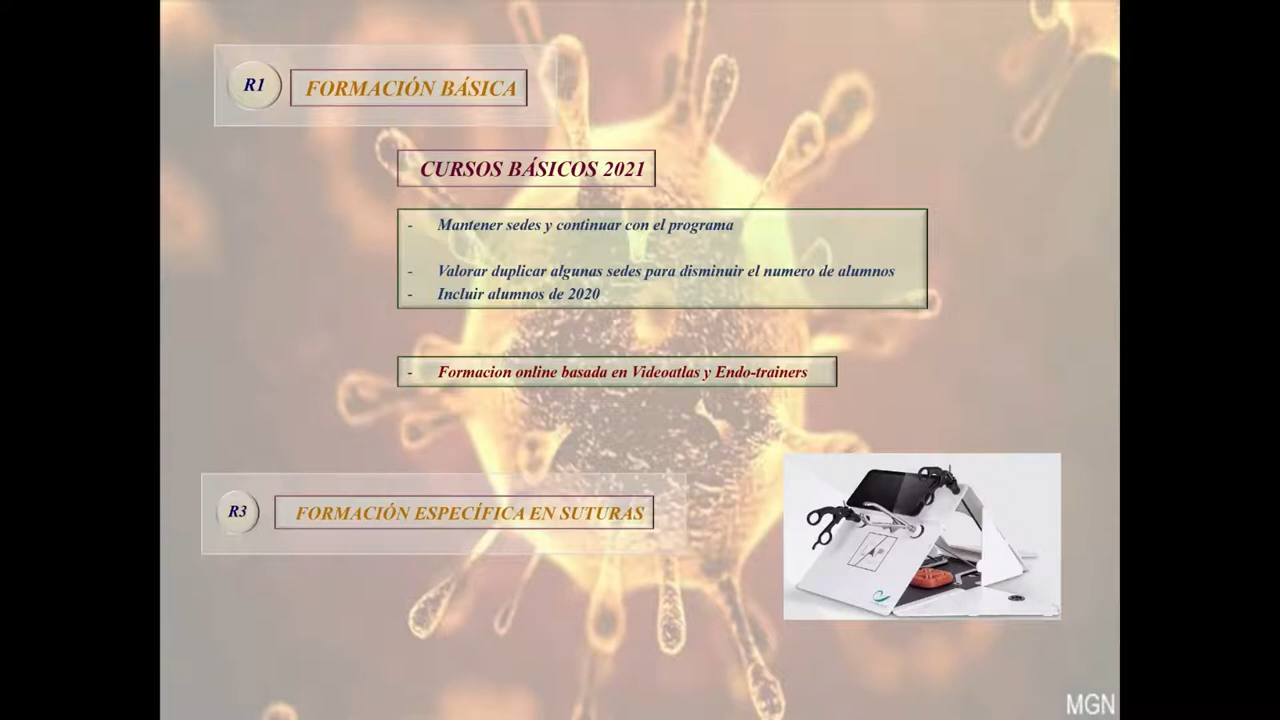 R1
FORMACIÓN BÁSICA
CURSOS BÁSICOS 2021
- Mantener sedes y continuar con el programa
- Valorar duplicar algunas sedes para disminuir el numero de alumnos
- Incluir alumnos de 2020
- Formacion online basada en Videoatlas y Endo-trainers
R3
FORMACIÓN ESPECÍFICA EN SUTURAS
MGN